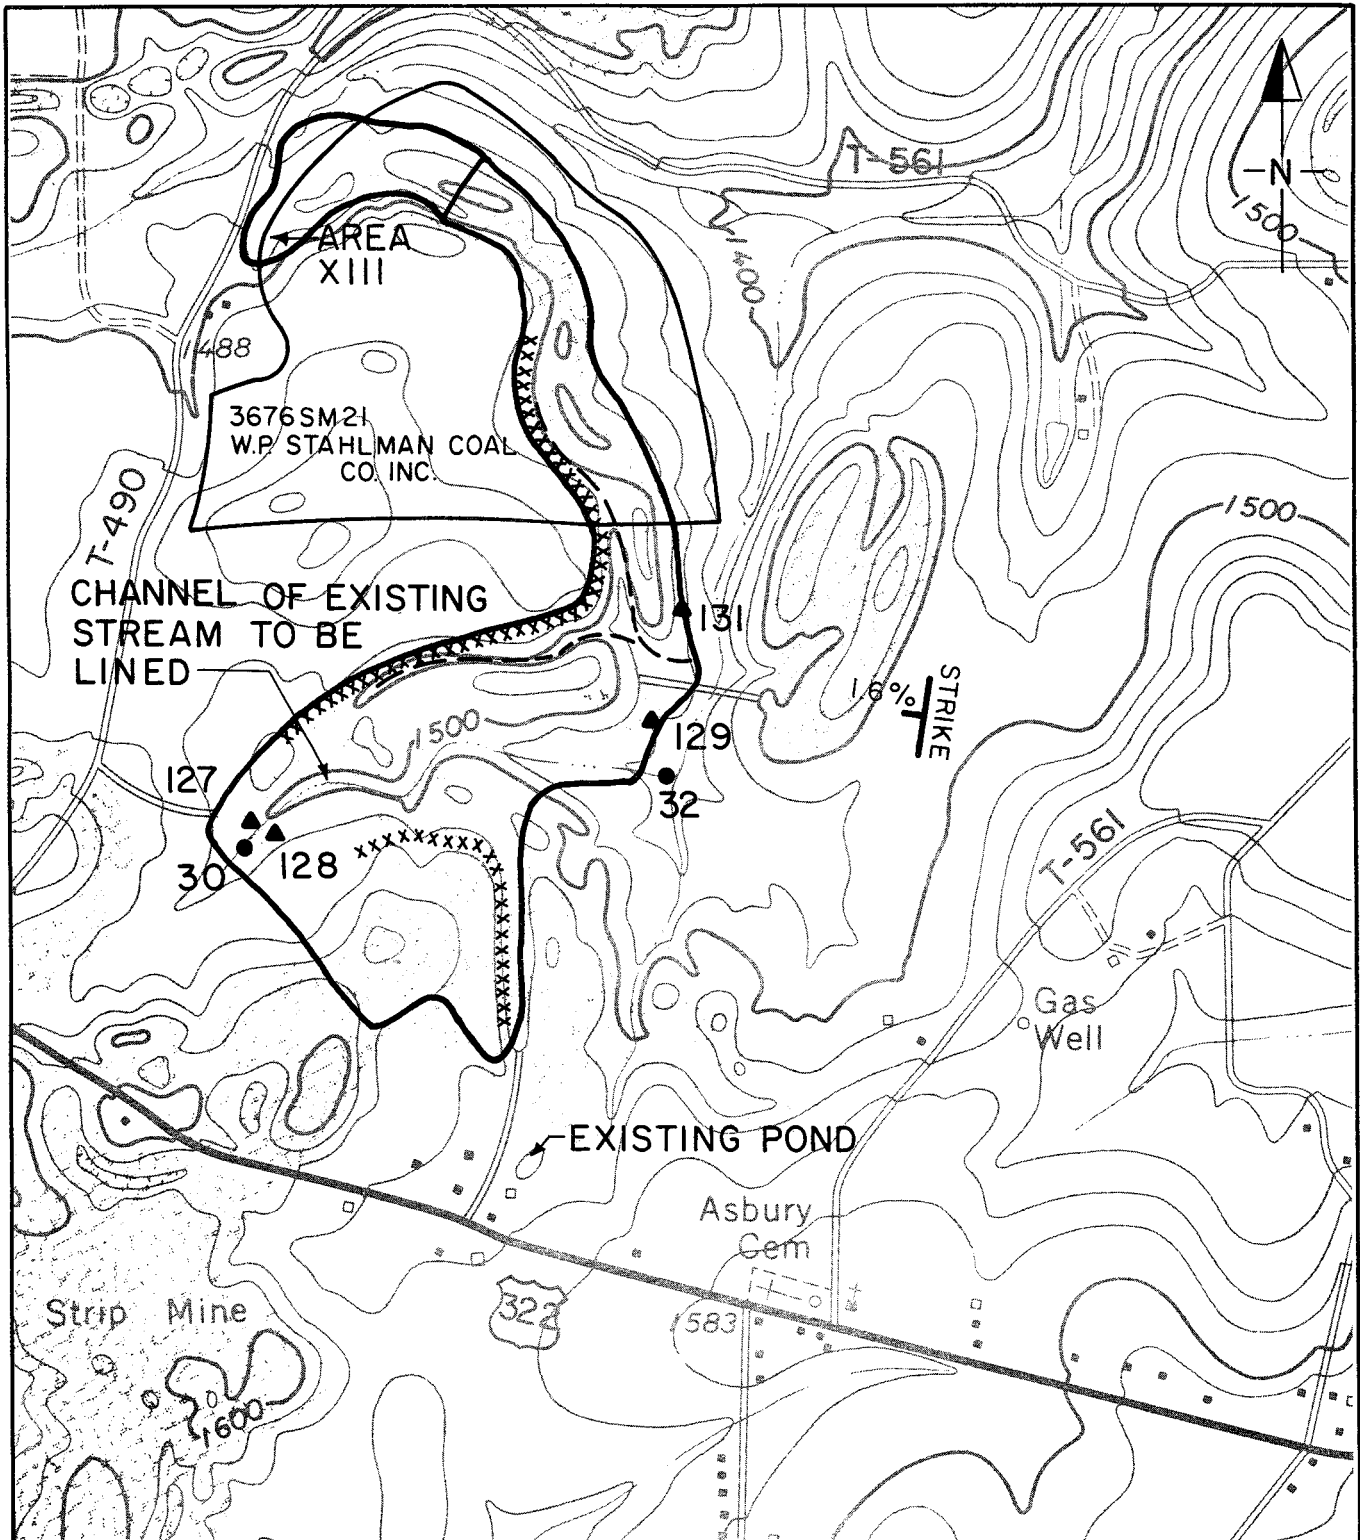 T-561
-N-
1500
1400
AREA
XIII
1488
3676SM21
W.P. STAHLMAN COAL
CO. INC.
T-490
1500
CHANNEL OF EXISTING
STREAM TO BE
LINED
131
1.6%
STRIKE
1500
129
127
32
30
128
T-561
Gas
Well
EXISTING POND
Asbury
Cem
Strip Mine
322
1583
1600